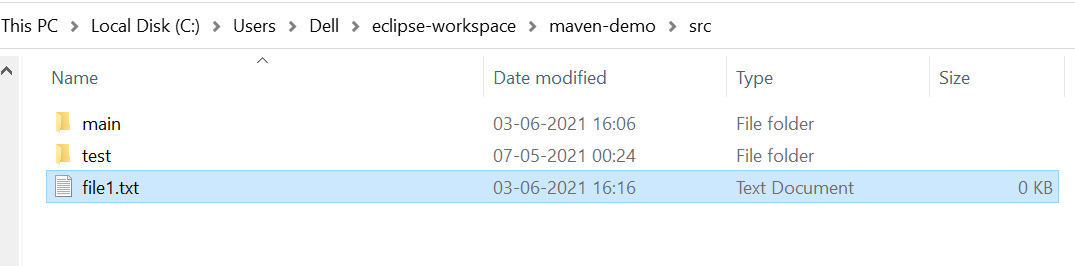 This PC > Local Disk (C:) > Users > Dell > eclipse-workspace > maven-demo > src
Name Date modified Type Size
main 03-06-2021 16:06 File folder
test 07-05-2021 00:24 File folder
file1.txt 03-06-2021 16:16 Text Document 0 KB